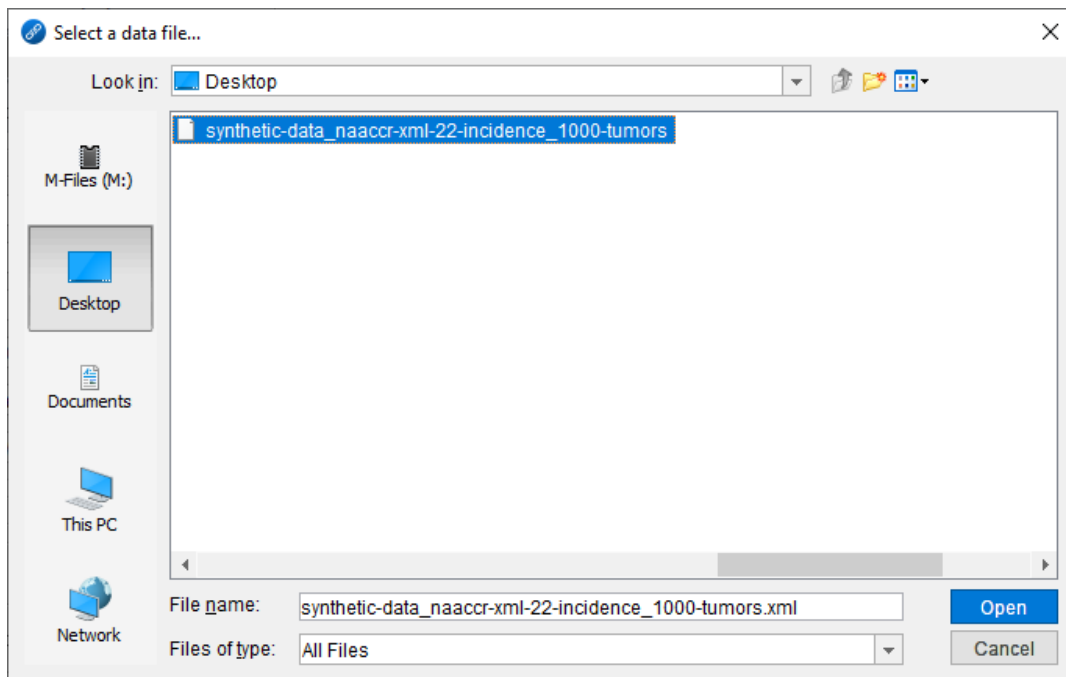 Select a data file...
Look in: Desktop
synthetic-data_naaccr-xml-22-incidence_1000-tumors
M-Files (M:)
Desktop
Documents
This PC
Network
File name: synthetic-data_naaccr-xml-22-incidence_1000-tumors.xml Open
Files of type: All Files Cancel